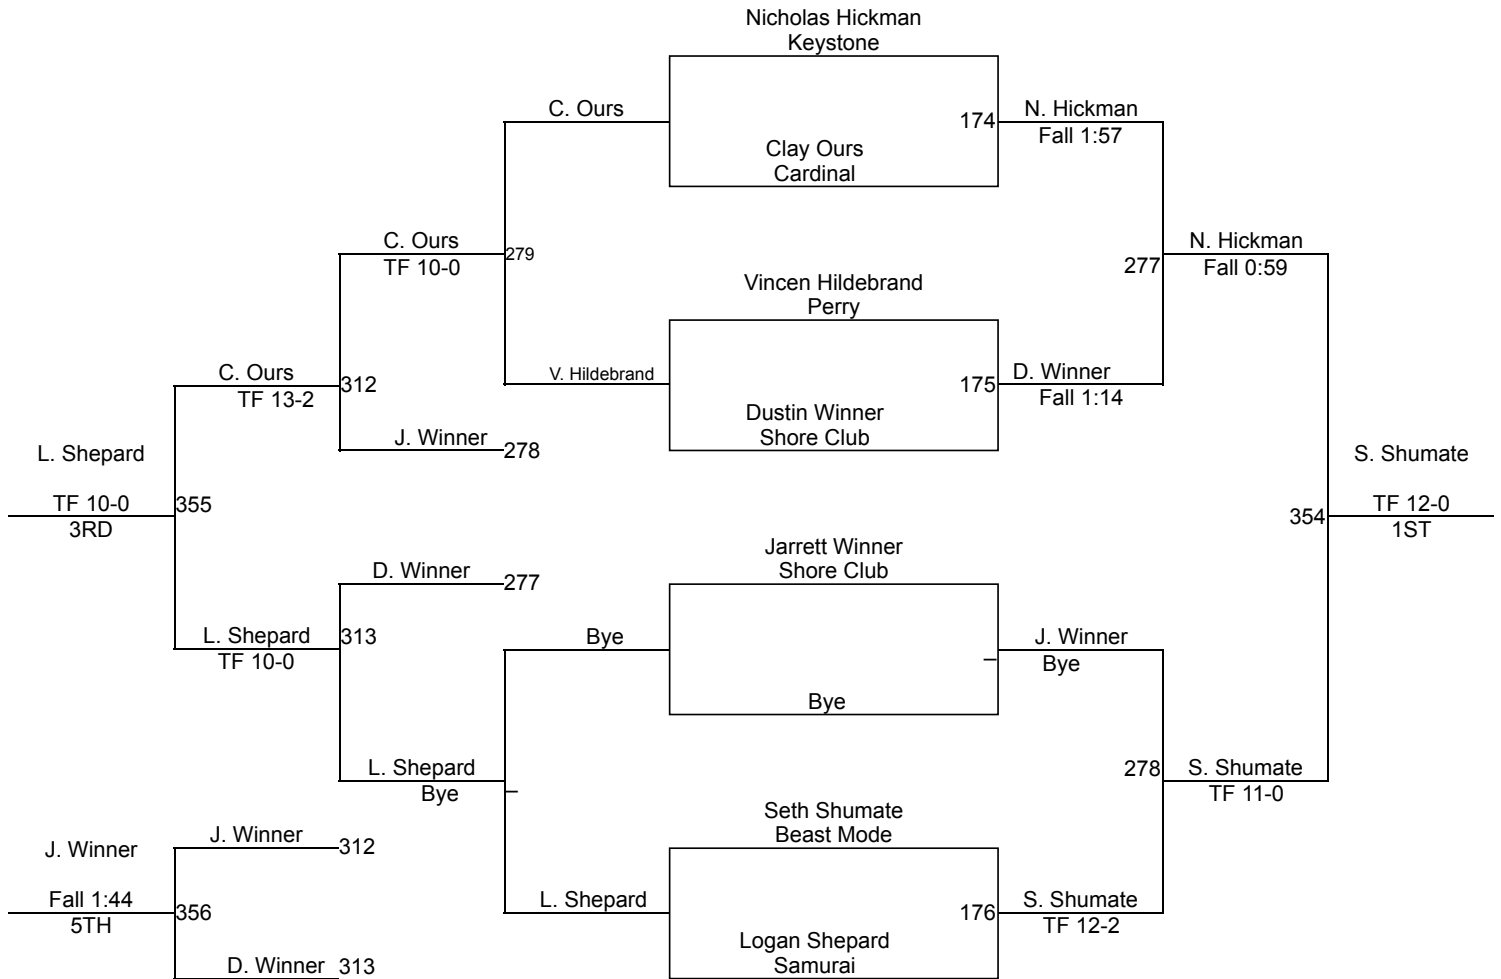 Nicholas Hickman
Keystone
C. Ours
174
N. Hickman
Fall 1:57
Clay Ours
Cardinal
C. Ours
TF 10-0
279
277
N. Hickman
Fall 0:59
Vincen Hildebrand
Perry
C. Ours
TF 13-2
312
V. Hildebrand
175
D. Winner
Fall 1:14
Dustin Winner
Shore Club
J. Winner
278
L. Shepard
TF 10-0
3RD
355
S. Shumate
TF 12-0
1ST
354
Jarrett Winner
Shore Club
D. Winner
277
L. Shepard
TF 10-0
313
Bye
J. Winner
Bye
Bye
L. Shepard
Bye
278
S. Shumate
TF 11-0
Seth Shumate
Beast Mode
J. Winner
312
J. Winner
Fall 1:44
5TH
356
L. Shepard
176
S. Shumate
TF 12-2
Logan Shepard
Samurai
D. Winner
313